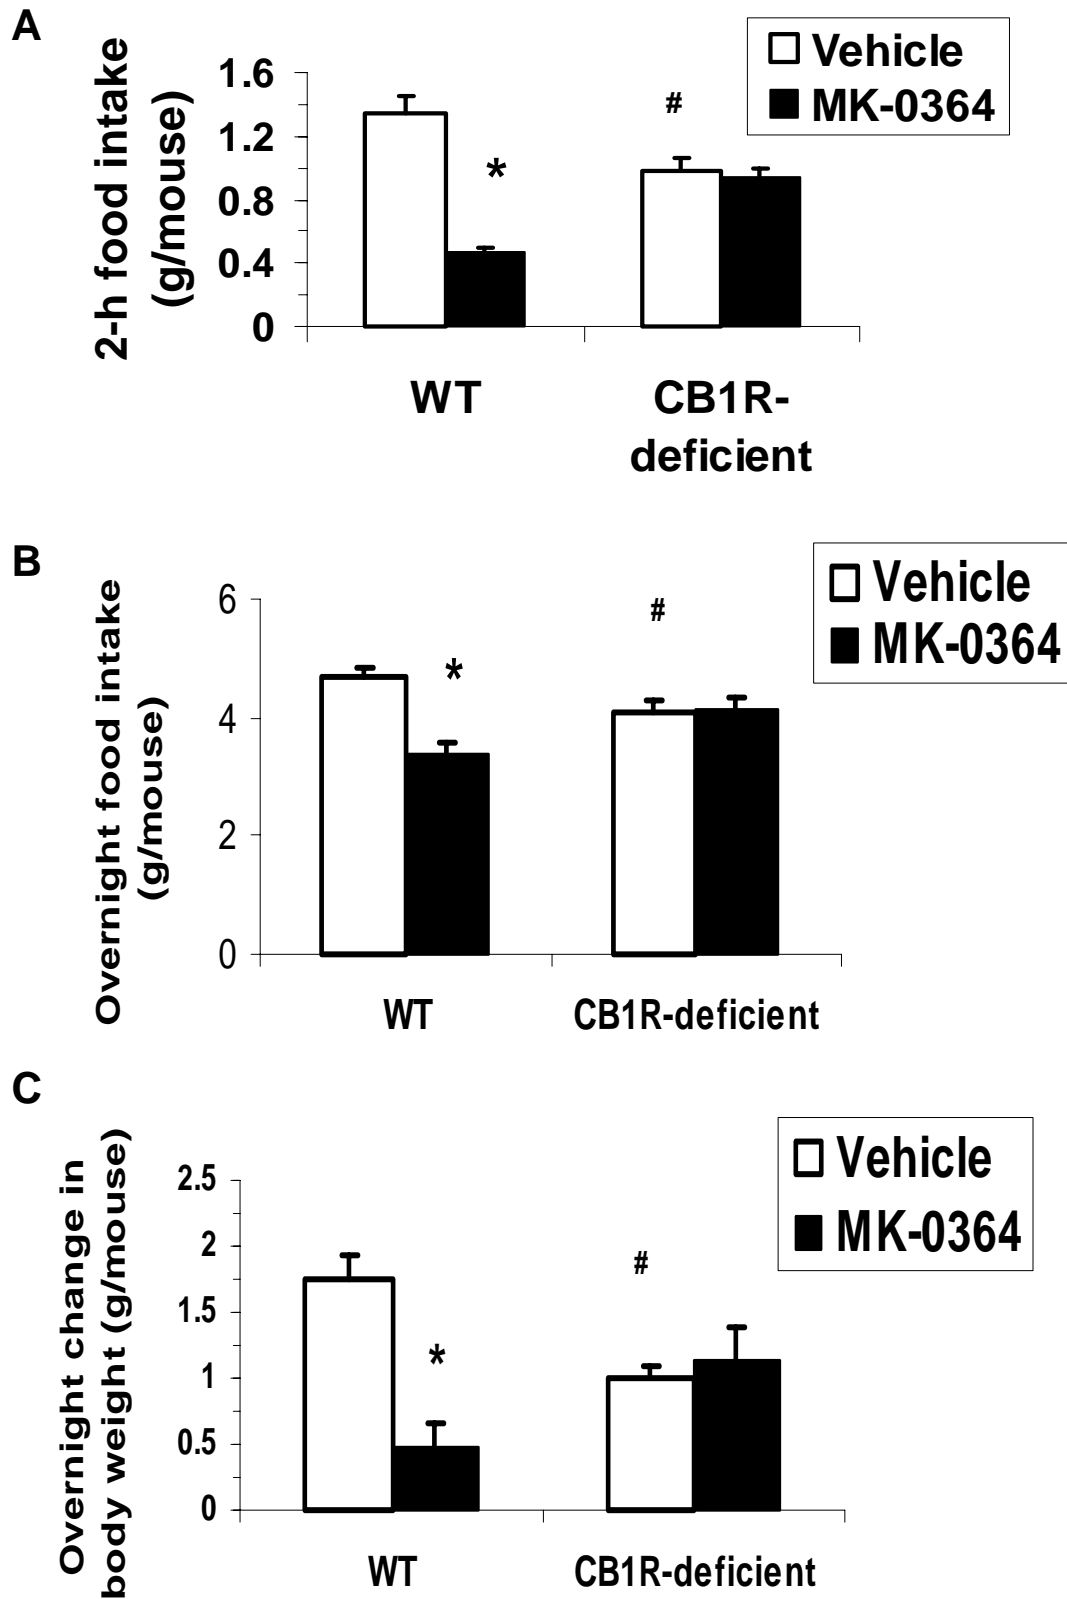 A
2-h food intake
(g/mouse)
1.6
1.2
0.8
0.4
0
Vehicle
MK-0364
*
#
WT
CB1R-
deficient
B
Overnight food intake
(g/mouse)
6
4
2
0
Vehicle
MK-0364
*
#
WT
CB1R-deficient
C
Overnight change in
body weight (g/mouse)
2.5
2
1.5
1
0.5
0
Vehicle
MK-0364
*
#
WT
CB1R-deficient